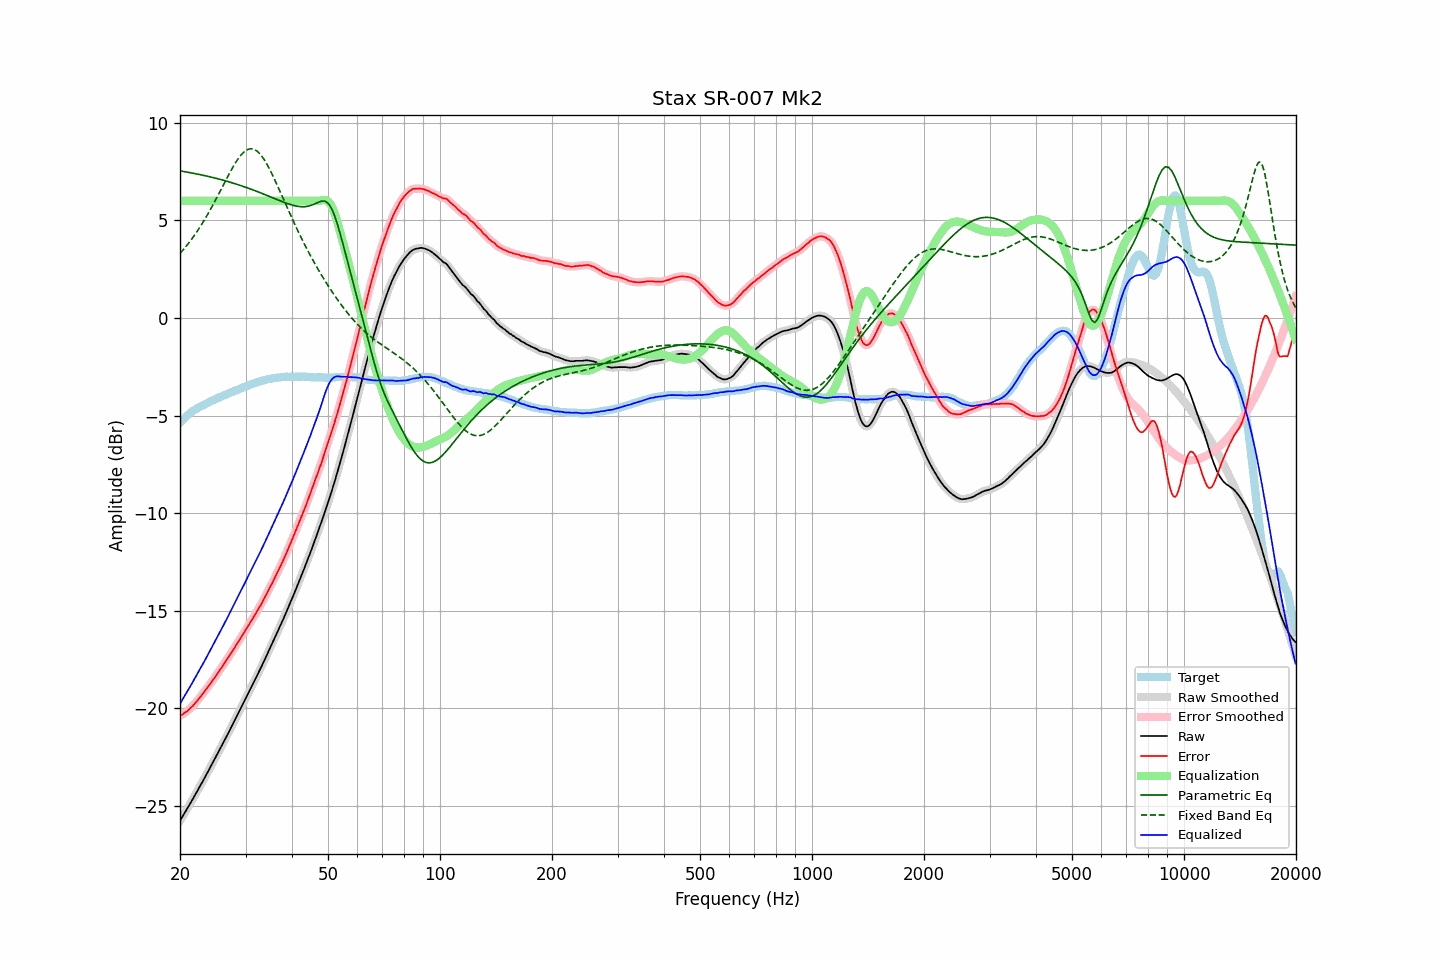 Stax SR-007 Mk2
Amplitude (dBr)
10
5
0
−5
−10
−15
−20
−25
20
50
100
200
500
1000
2000
5000
10000
20000
Frequency (Hz)
Target
Raw Smoothed
Error Smoothed
Raw
Error
Equalization
Parametric Eq
Fixed Band Eq
Equalized